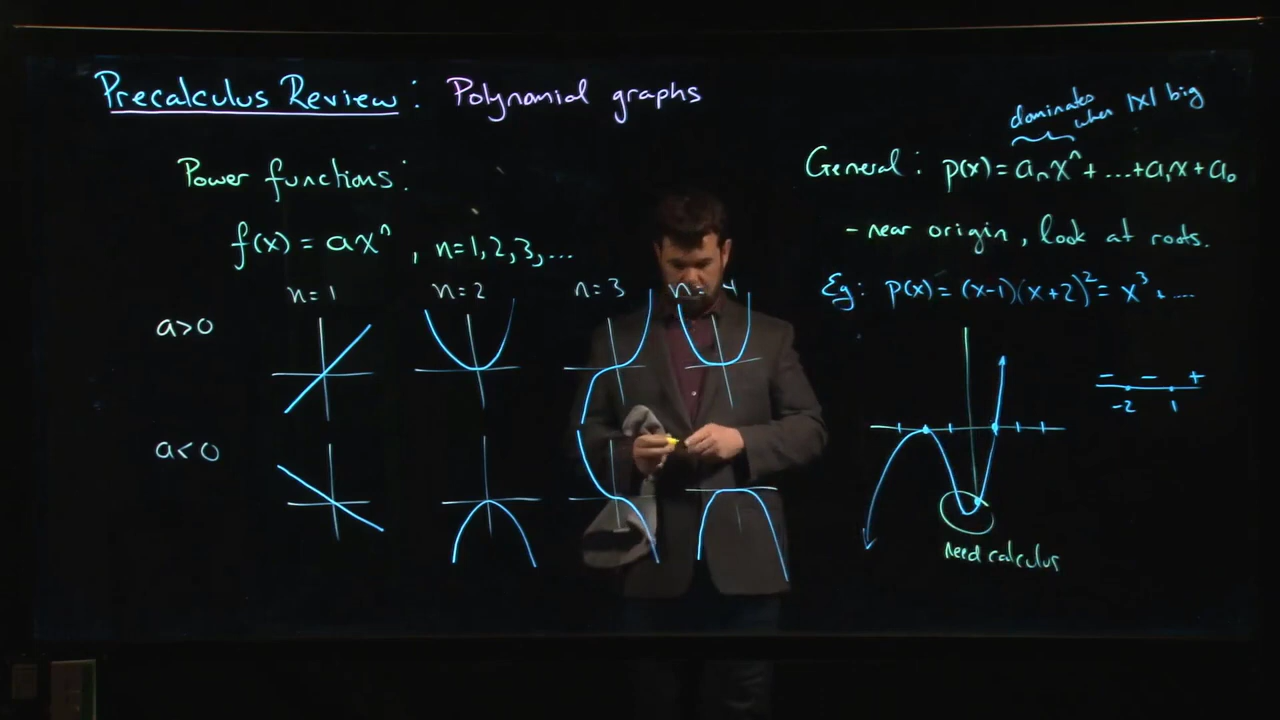 Precalculus Review: Polynomial graphs
Power functions:
f(x) = axⁿ, n=1,2,3,...
n=1 n=2 n=3 n=4
a>0
a<0
dominates when |x| big
General: p(x) = aₙxⁿ + ... + a₁x + a₀
- near origin, look at roots.
Eg: p(x) = (x-1)(x+2)² = x³ + ....
- - +
-2 1
need calculus